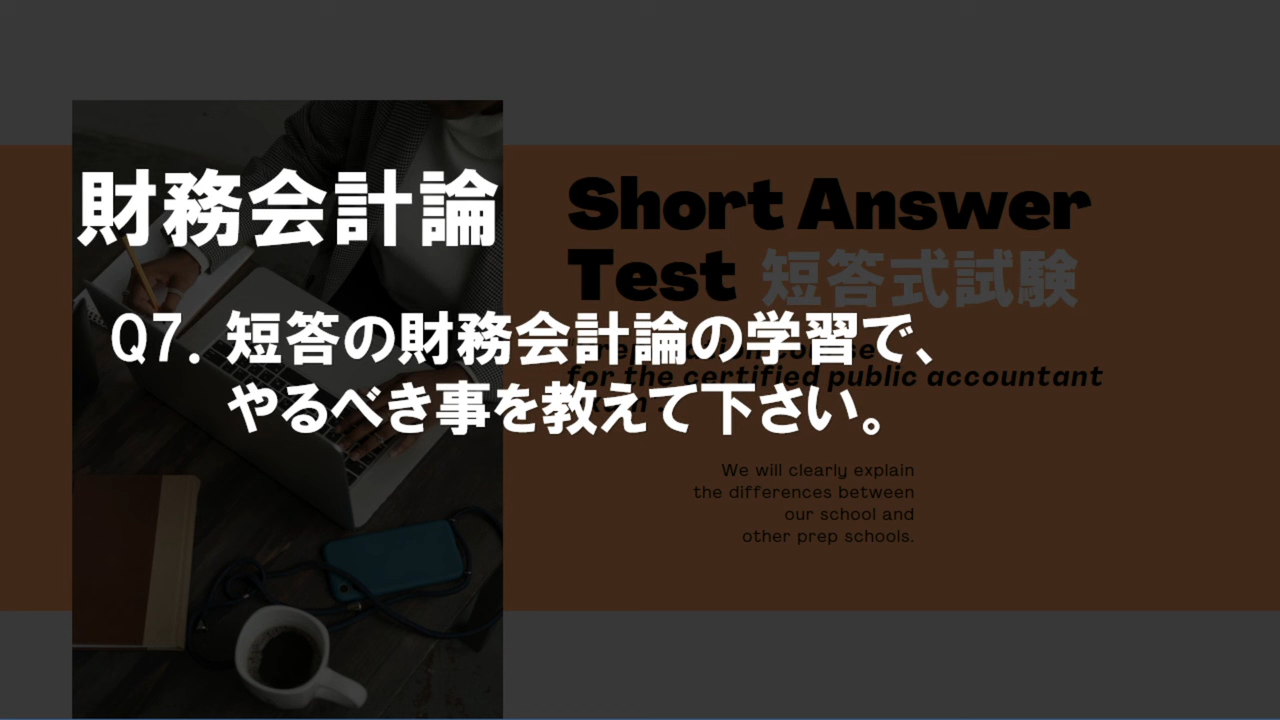 財務会計論
Q7. 短答の財務会計論の学習で、
やるべき事を教えて下さい。
Short Answer
Test 短答式試験
for the certified public accountant
We will clearly explain
the differences between
our school and
other prep schools.